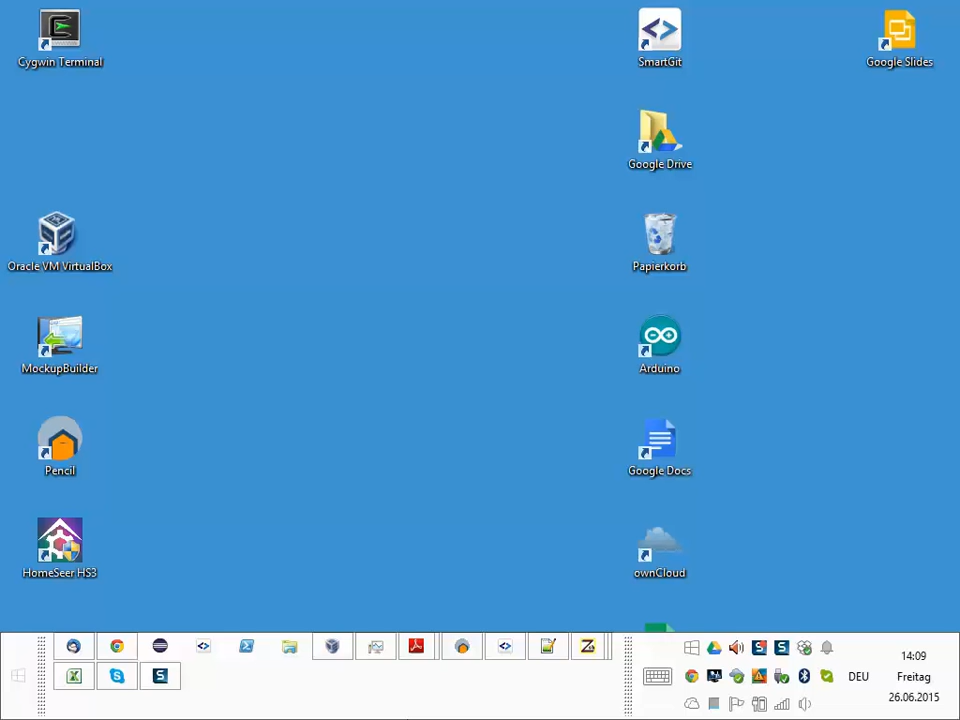 Cygwin Terminal
SmartGit
Google Slides
Google Drive
Oracle VM VirtualBox
Papierkorb
MockupBuilder
Arduino
Pencil
Google Docs
HomeSeer HS3
ownCloud
14:09
DEU
Freitag
26.06.2015